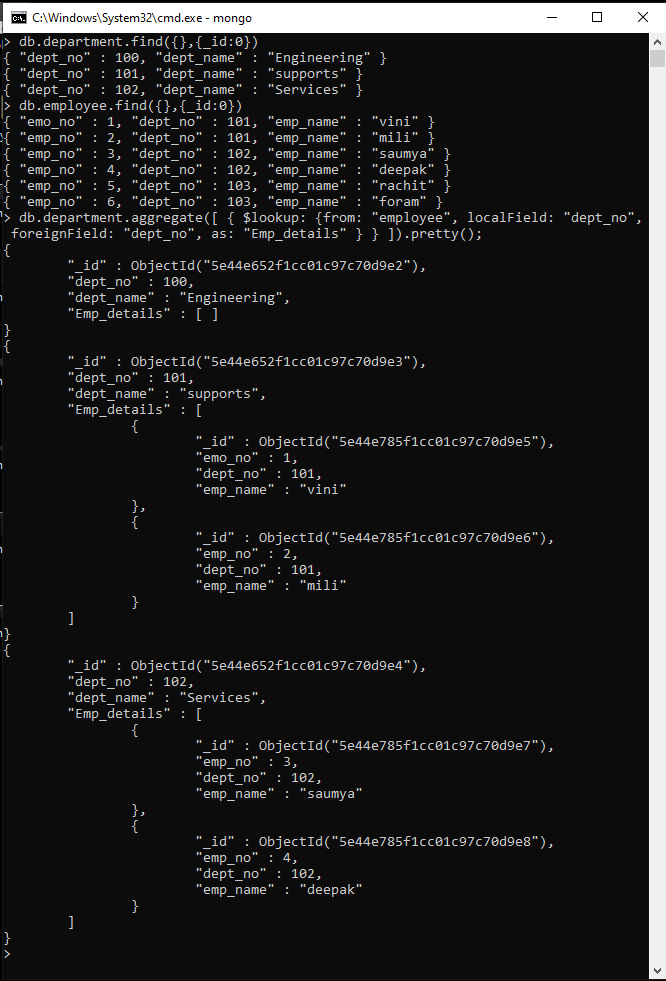 C:\Windows\System32\cmd.exe - mongo
> db.department.find({},{_id:0})
{ "dept_no" : 100, "dept_name" : "Engineering" }
{ "dept_no" : 101, "dept_name" : "supports" }
{ "dept_no" : 102, "dept_name" : "Services" }
> db.employee.find({},{_id:0})
{ "emo_no" : 1, "dept_no" : 101, "emp_name" : "vini" }
{ "emp_no" : 2, "dept_no" : 101, "emp_name" : "mili" }
{ "emp_no" : 3, "dept_no" : 102, "emp_name" : "saumya" }
{ "emp_no" : 4, "dept_no" : 102, "emp_name" : "deepak" }
{ "emp_no" : 5, "dept_no" : 103, "emp_name" : "rachit" }
{ "emp_no" : 6, "dept_no" : 103, "emp_name" : "foram" }
> db.department.aggregate([ { $lookup: {from: "employee", localField: "dept_no",
foreignField: "dept_no", as: "Emp_details" } } ]).pretty();
{
"_id" : ObjectId("5e44e652f1cc01c97c70d9e2"),
"dept_no" : 100,
"dept_name" : "Engineering",
"Emp_details" : [ ]
}
{
"_id" : ObjectId("5e44e652f1cc01c97c70d9e3"),
"dept_no" : 101,
"dept_name" : "supports",
"Emp_details" : [
{
"_id" : ObjectId("5e44e785f1cc01c97c70d9e5"),
"emo_no" : 1,
"dept_no" : 101,
"emp_name" : "vini"
},
{
"_id" : ObjectId("5e44e785f1cc01c97c70d9e6"),
"emp_no" : 2,
"dept_no" : 101,
"emp_name" : "mili"
}
]
}
{
"_id" : ObjectId("5e44e652f1cc01c97c70d9e4"),
"dept_no" : 102,
"dept_name" : "Services",
"Emp_details" : [
{
"_id" : ObjectId("5e44e785f1cc01c97c70d9e7"),
"emp_no" : 3,
"dept_no" : 102,
"emp_name" : "saumya"
},
{
"_id" : ObjectId("5e44e785f1cc01c97c70d9e8"),
"emp_no" : 4,
"dept_no" : 102,
"emp_name" : "deepak"
}
]
}
>